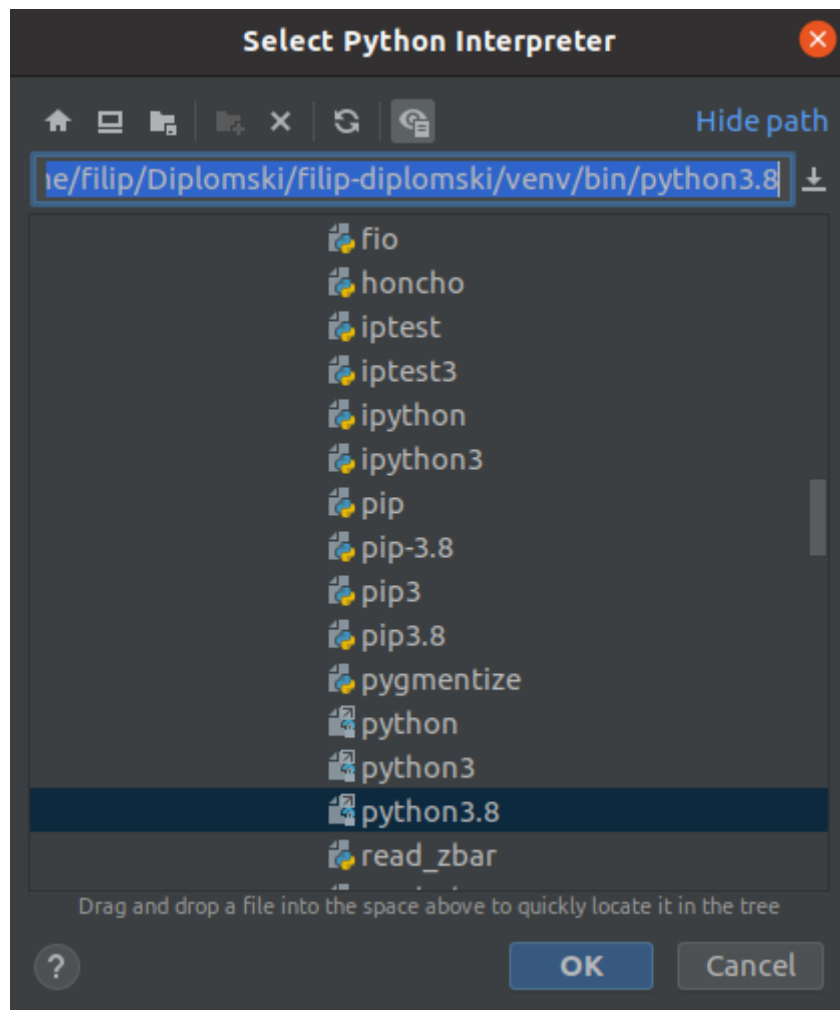 Select Python Interpreter
Hide path
ne/filip/Diplomski/filip-diplomski/venv/bin/python3.8
fio
honcho
iptest
iptest3
ipython
ipython3
pip
pip-3.8
pip3
pip3.8
pygmentize
python
python3
python3.8
read_zbar
Drag and drop a file into the space above to quickly locate it in the tree
?
OK
Cancel